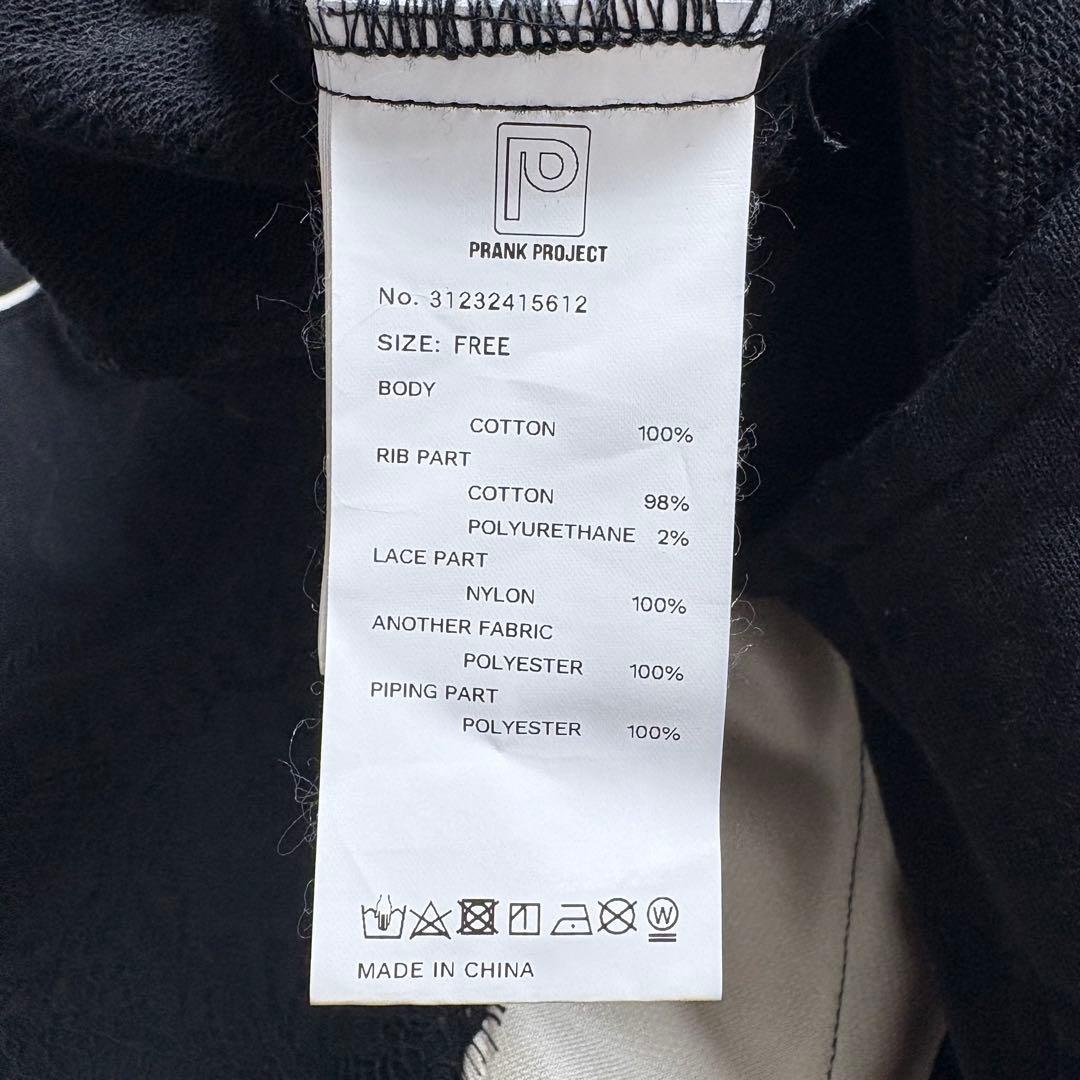 PRANK PROJECT
No. 31232415612
SIZE: FREE
BODY
COTTON 100%
RIB PART
COTTON 98%
POLYURETHANE 2%
LACE PART
NYLON 100%
ANOTHER FABRIC
POLYESTER 100%
PIPING PART
POLYESTER 100%
W
MADE IN CHINA